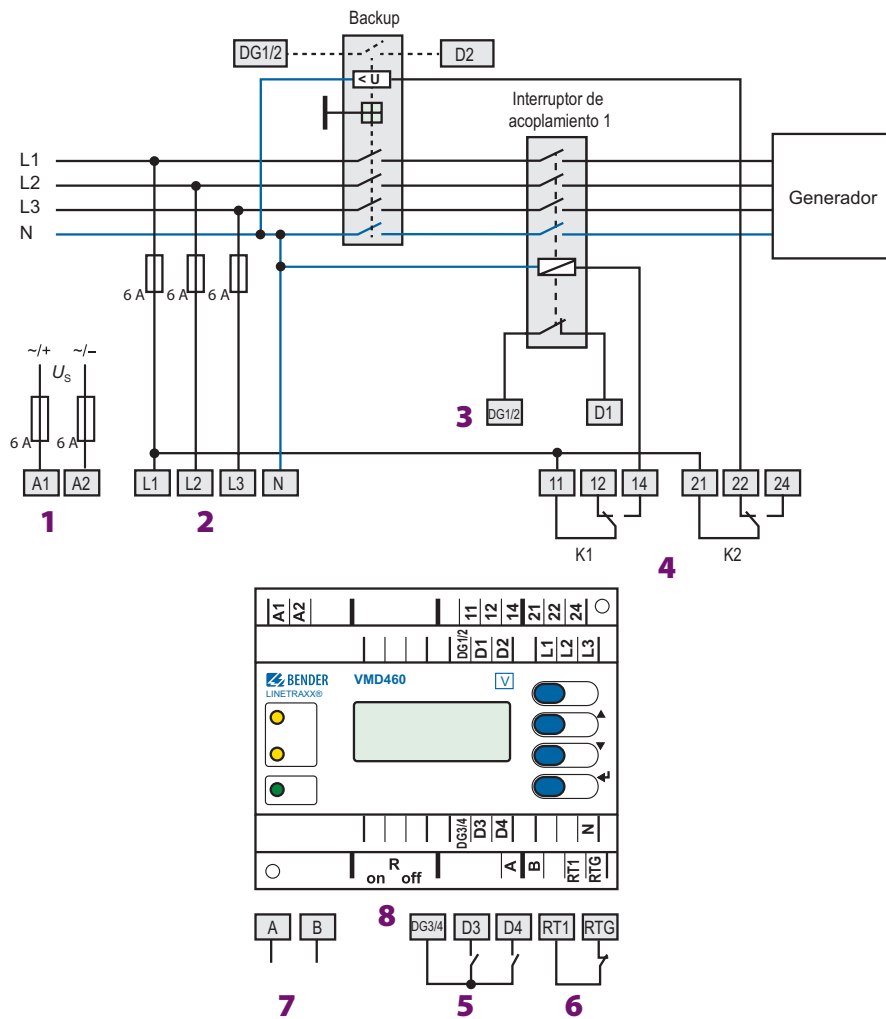 Backup
DG1/2
D2
< U
Interruptor de
acoplamiento 1
L1
L2
L3
N
Generador
6 A
6 A
6 A
~/+
~/–
US
6 A
6 A
3
DG1/2
D1
A1
A2
L1
L2
L3
N
11
12
14
21
22
24
1
2
K1
4
K2
A1
A2
11
12
14
21
22
24
DG1/2
D1
D2
L1
L2
L3
BENDER
LINETRAXX®
VMD460
V
DG3/4
D3
D4
N
R
on off
A
B
RT1
RTG
8
A
B
DG3/4
D3
D4
RT1
RTG
7
5
6